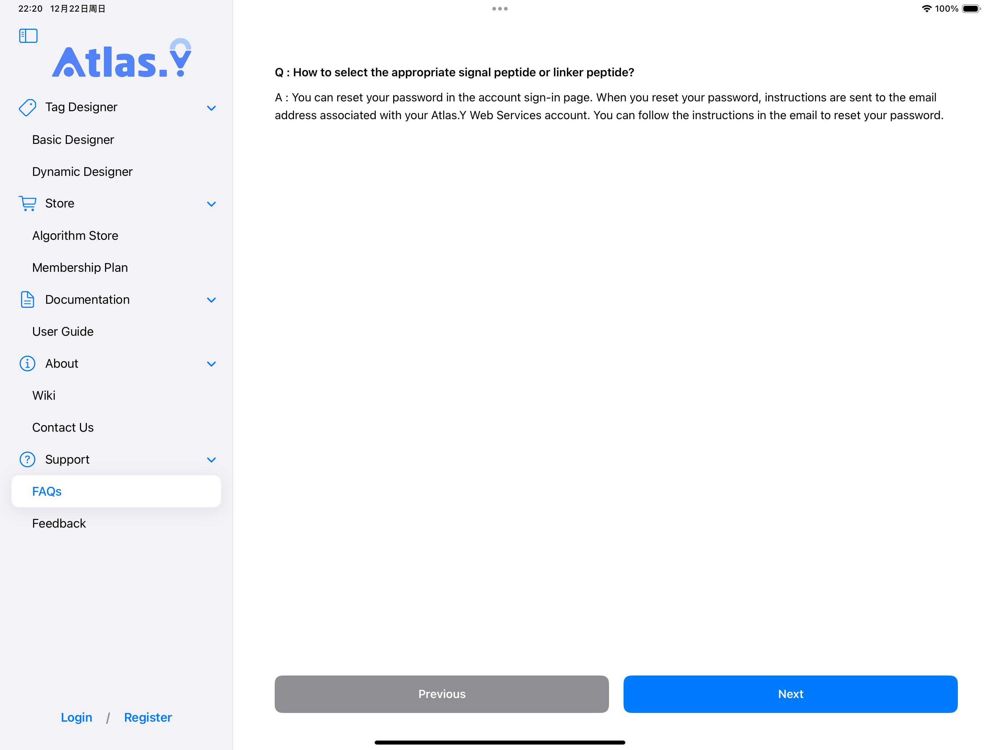 22:20 12月22日周日
100%
Atlas.Y
Tag Designer
Basic Designer
Dynamic Designer
Store
Algorithm Store
Membership Plan
Documentation
User Guide
About
Wiki
Contact Us
Support
FAQs
Feedback
Login / Register
Q : How to select the appropriate signal peptide or linker peptide?
A : You can reset your password in the account sign-in page. When you reset your password, instructions are sent to the email
address associated with your Atlas.Y Web Services account. You can follow the instructions in the email to reset your password.
Previous
Next